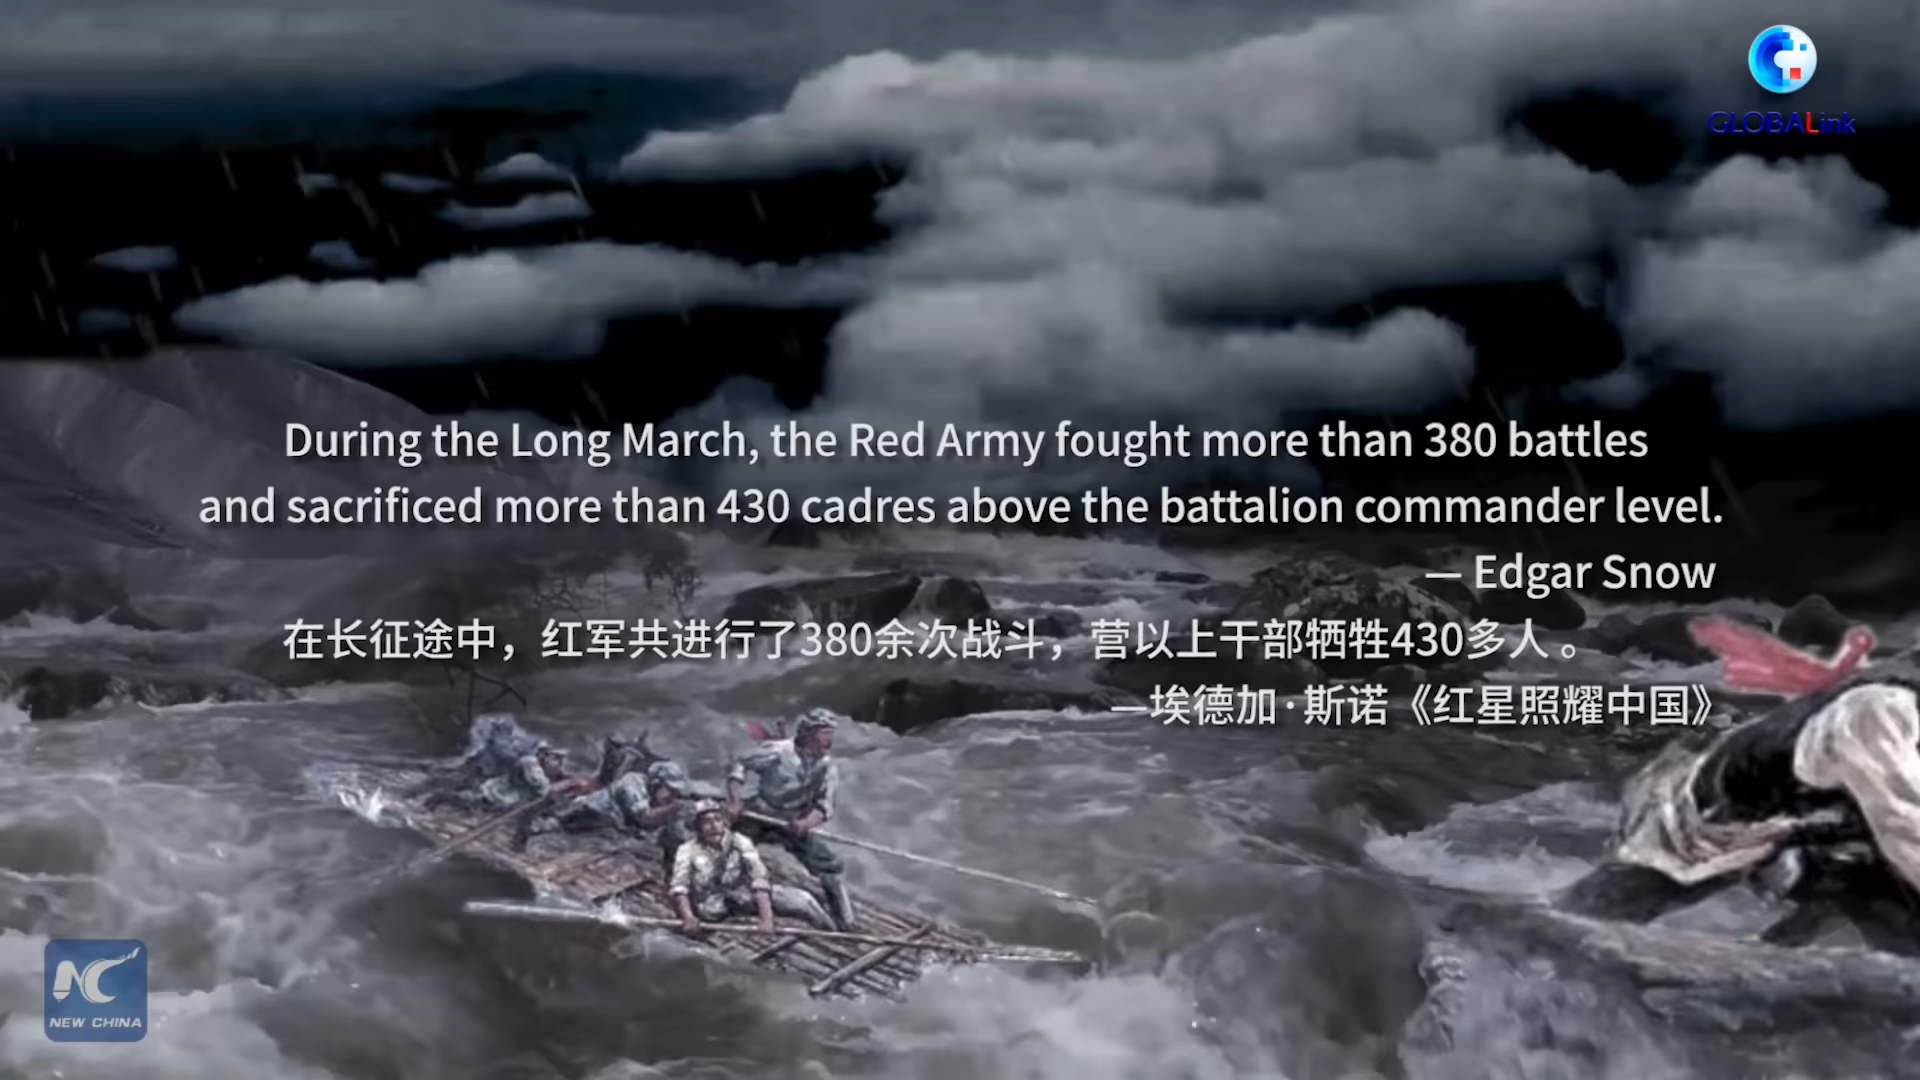 GLOBALink
During the Long March, the Red Army fought more than 380 battles
and sacrificed more than 430 cadres above the battalion commander level.
— Edgar Snow
在长征途中，红军共进行了380余次战斗，营以上干部牺牲430多人。
—埃德加·斯诺《红星照耀中国》
NC
NEW CHINA